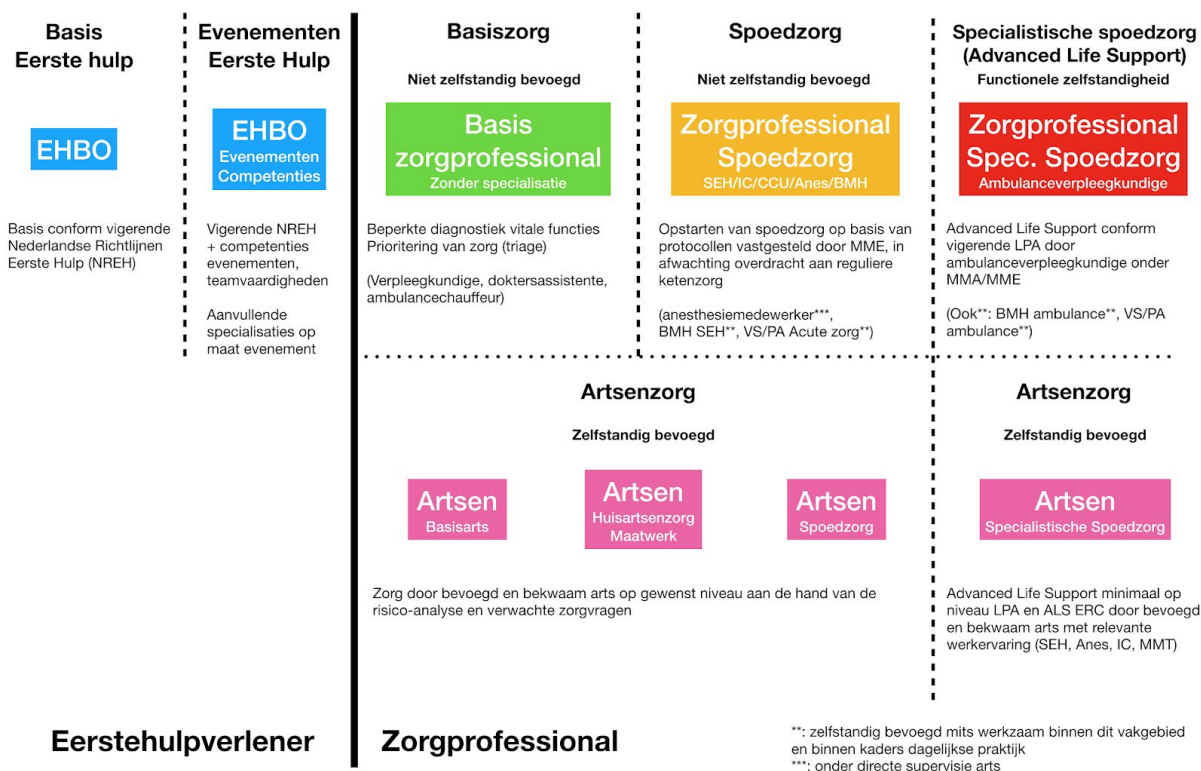 Basis
Eerste hulp
EHBO
Basis conform vigerende
Nederlandse Richtlijnen
Eerste Hulp (NREH)
Evenementen
Eerste Hulp
EHBO
Evenementen
Competenties
Vigerende NREH
+ competenties
evenementen,
teamvaardigheden
Aanvullende
specialisaties op
maat evenement
Basiszorg
Niet zelfstandig bevoegd
Basis
zorgprofessional
Zonder specialisatie
Beperkte diagnostiek vitale functies
Prioritering van zorg (triage)
(Verpleegkundige, doktersassistente,
ambulancechauffeur)
Spoedzorg
Niet zelfstandig bevoegd
Zorgprofessional
Spoedzorg
SEH/IC/CCU/Anes/BMH
Opstarten van spoedzorg op basis van
protocollen vastgesteld door MME, in
afwachting overdracht aan reguliere
ketenzorg
(anesthesiemedewerker***,
BMH SEH**, VS/PA Acute zorg**)
Specialistische spoedzorg
(Advanced Life Support)
Functionele zelfstandigheid
Zorgprofessional
Spec. Spoedzorg
Ambulanceverpleegkundige
Advanced Life Support conform
vigerende LPA door
ambulanceverpleegkundige onder
MMA/MME
(Ook**: BMH ambulance**, VS/PA
ambulance**)
Artsenzorg
Zelfstandig bevoegd
Artsen
Basisarts
Artsen
Huisartsenzorg
Maatwerk
Artsen
Spoedzorg
Zorg door bevoegd en bekwaam arts op gewenst niveau aan de hand van de
risico-analyse en verwachte zorgvragen
Artsenzorg
Zelfstandig bevoegd
Artsen
Specialistische Spoedzorg
Advanced Life Support minimaal op
niveau LPA en ALS ERC door bevoegd
en bekwaam arts met relevante
werkervaring (SEH, Anes, IC, MMT)
Eerstehulpverlener
Zorgprofessional
**: zelfstandig bevoegd mits werkzaam binnen dit vakgebied
en binnen kaders dagelijkse praktijk
***: onder directe supervisie arts